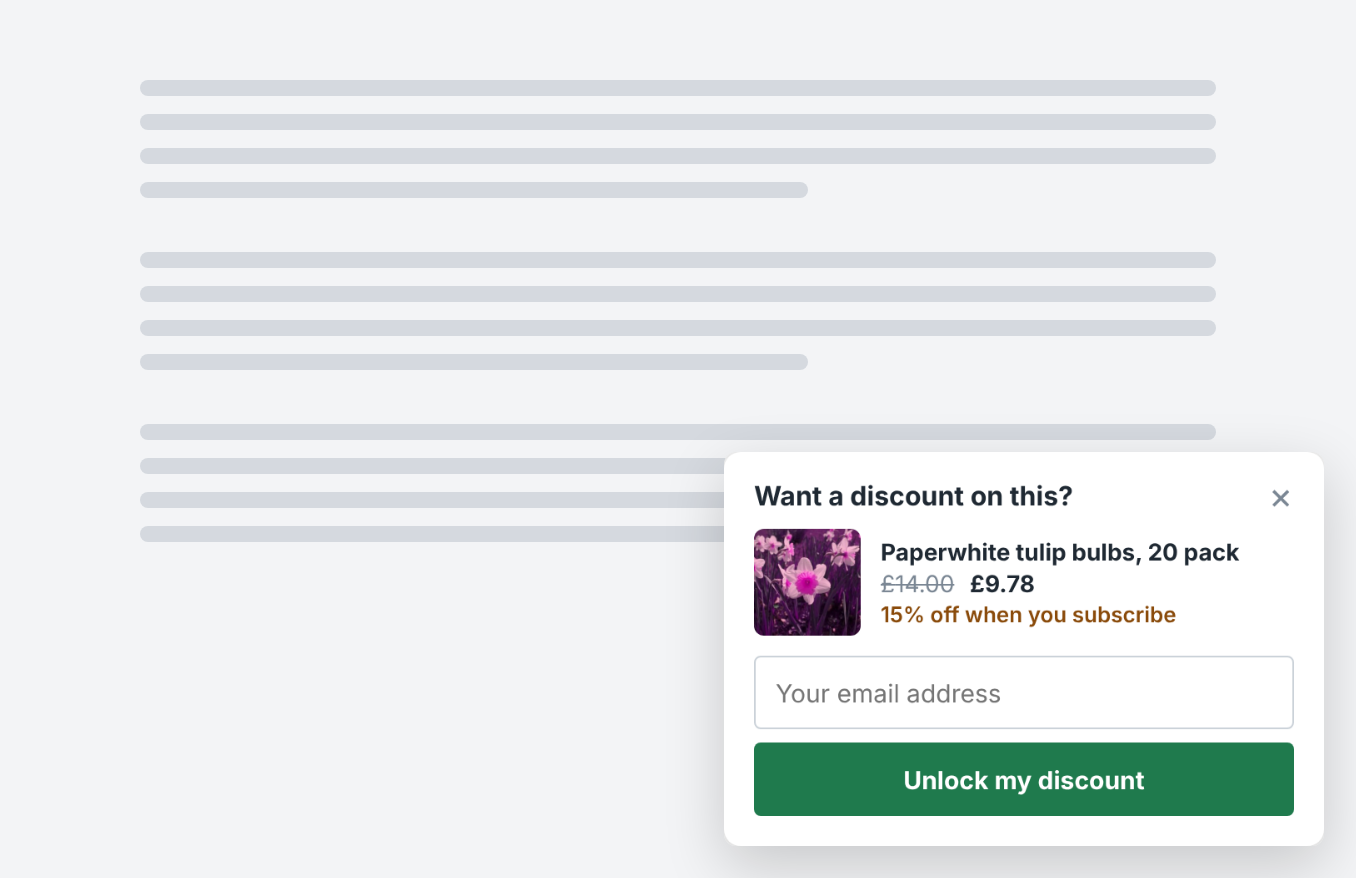 Want a discount on this?
Paperwhite tulip bulbs, 20 pack
£14.00 £9.78
15% off when you subscribe
Your email address
Unlock my discount